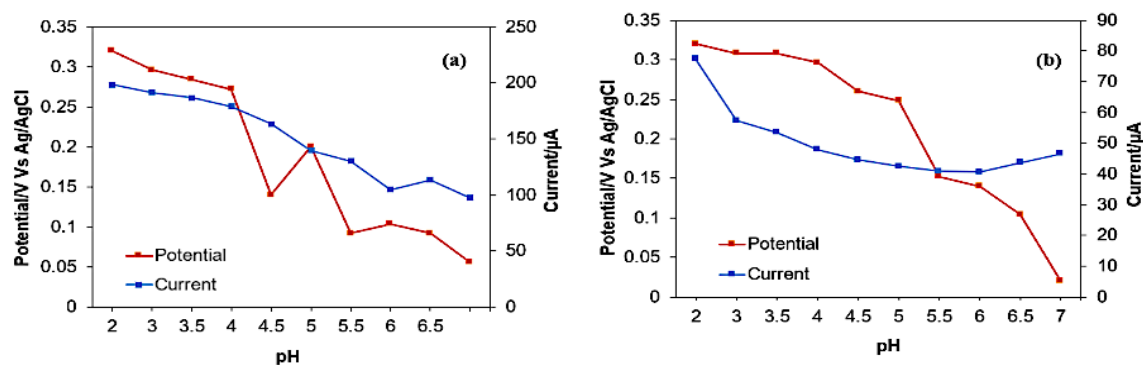 (a)
0.35
0.3
0.25
0.2
0.15
0.1
0.05
0
Potential/V Vs Ag/AgCl
250
200
150
100
50
0
Current/µA
Potential
Current
2 3 3.5 4 4.5 5 5.5 6 6.5
pH
(b)
0.35
0.3
0.25
0.2
0.15
0.1
0.05
0
Potential/V Vs Ag/AgCl
90
80
70
60
50
40
30
20
10
0
Current/µA
Potential
Current
2 3 3.5 4 4.5 5 5.5 6 6.5 7
pH